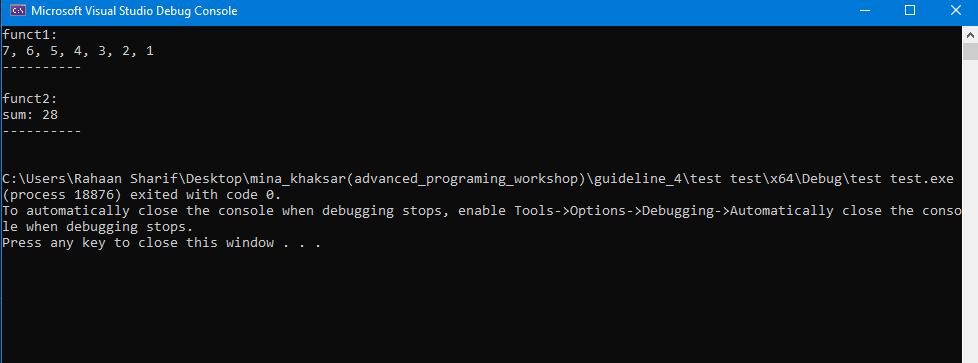 Microsoft Visual Studio Debug Console
funct1:
7, 6, 5, 4, 3, 2, 1
----------
funct2:
sum: 28
----------
C:\Users\Rahaan Sharif\Desktop\mina_khaksar(advanced_programing_workshop)\guideline_4\test test\x64\Debug\test test.exe
(process 18876) exited with code 0.
To automatically close the console when debugging stops, enable Tools->Options->Debugging->Automatically close the conso
le when debugging stops.
Press any key to close this window . . .